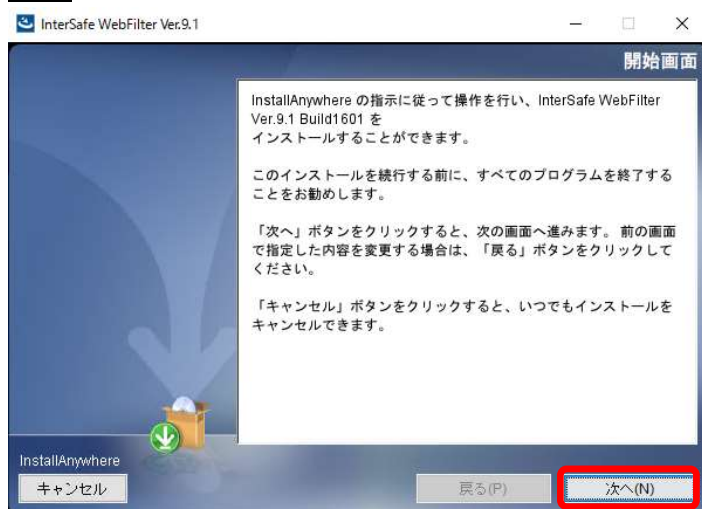 InterSafe WebFilter Ver.9.1
開始画面
InstallAnywhere の指示に従って操作を行い、InterSafe WebFilter
Ver.9.1 Build1601 を
インストールすることができます。
このインストールを続行する前に、すべてのプログラムを終了する
ことをお勧めします。
「次へ」ボタンをクリックすると、次の画面へ進みます。 前の画面
で指定した内容を変更する場合は、「戻る」ボタンをクリックして
ください。
「キャンセル」ボタンをクリックすると、いつでもインストールを
キャンセルできます。
InstallAnywhere
キャンセル
戻る(P)
次へ(N)